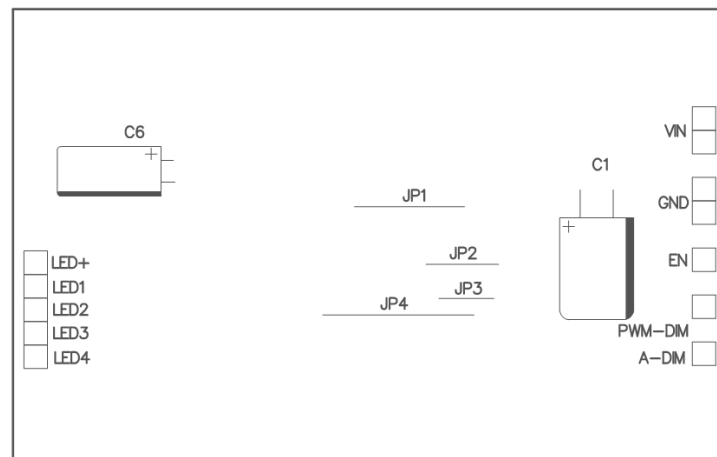 C6
VIN
C1
JP1
GND
LED+
JP2
EN
LED1
JP3
LED2
JP4
LED3
PWM-DIM
LED4
A-DIM